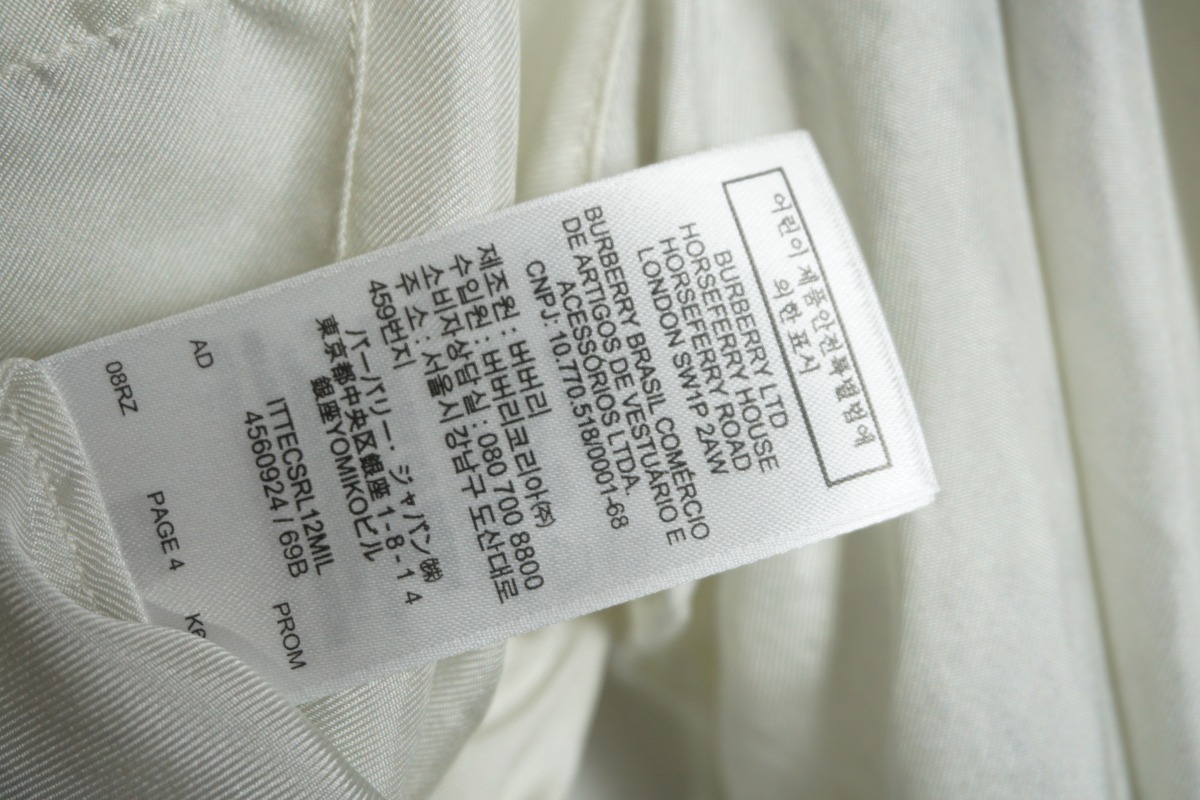 어린이 제품안전특별법에
의한 표시
BURBERRY LTD
HORSEFERRY HOUSE
HORSEFERRY ROAD
LONDON SW1P 2AW
BURBERRY BRASIL COMÉRCIO
DE ARTIGOS DE VESTUÁRIO E
ACESSÓRIOS LTDA.
CNPJ: 10.770.518/0001-68
제조원 : 버버리
수입원 : 버버리코리아㈜
소비자상담실 : 080 700 8800
주 소 : 서울시 강남구 도산대로
459번지
バーバリー・ジャパン㈱
東京都中央区銀座1-8-14
銀座YOMIKOビル
ITTECSRL12MIL
4560924 / 69B
AD PROM
08RZ PAGE 4